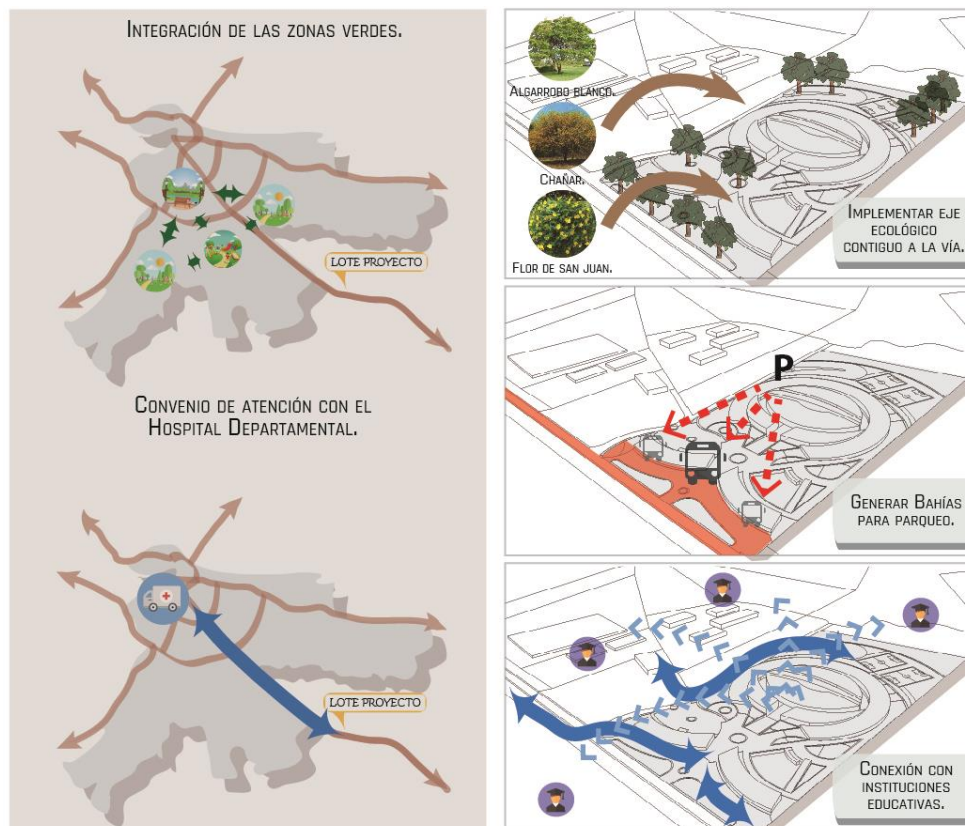 INTEGRACIÓN DE LAS ZONAS VERDES.
LOTE PROYECTO
CONVENIO DE ATENCIÓN CON EL
HOSPITAL DEPARTAMENTAL.
LOTE PROYECTO
ALGARROBO BLANCO.
CHAÑAR.
FLOR DE SAN JUAN.
IMPLEMENTAR EJE
ECOLÓGICO
CONTIGUO A LA VÍA.
P
GENERAR BAHÍAS
PARA PARQUEO.
CONEXIÓN CON
INSTITUCIONES
EDUCATIVAS.